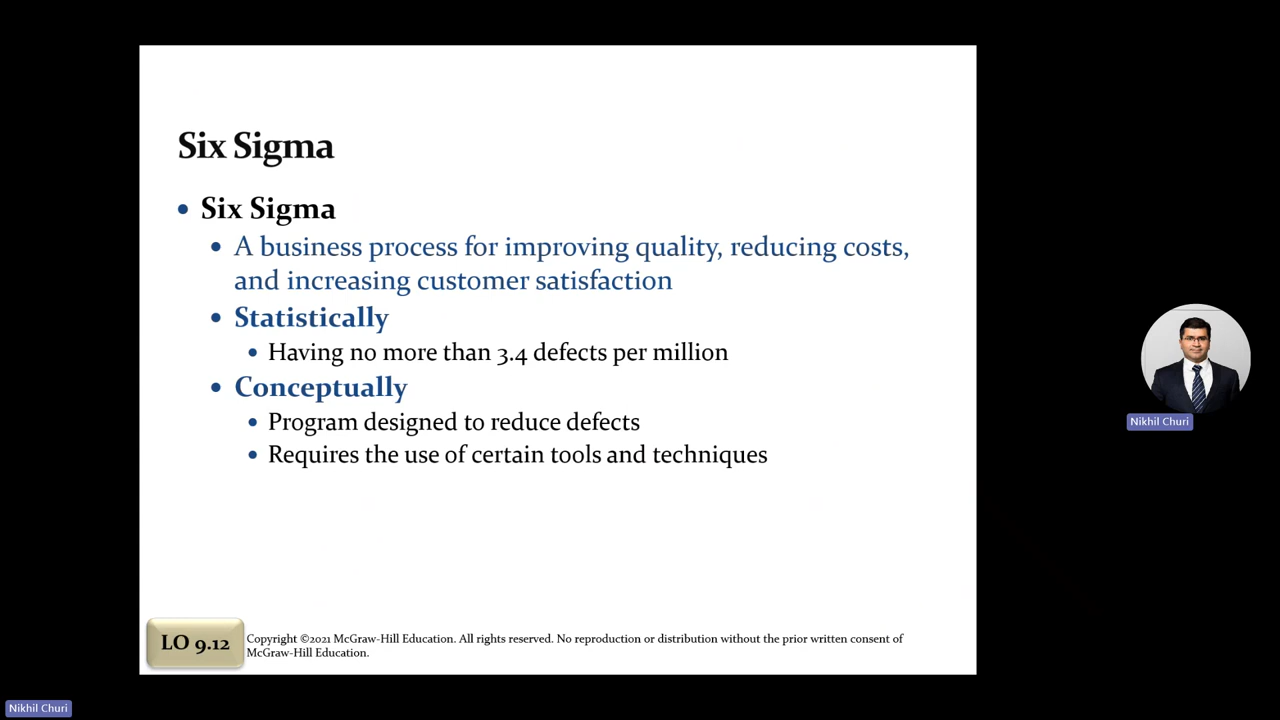 Six Sigma
• Six Sigma
• A business process for improving quality, reducing costs,
and increasing customer satisfaction
• Statistically
• Having no more than 3.4 defects per million
• Conceptually
• Program designed to reduce defects
• Requires the use of certain tools and techniques
LO 9.12
Copyright ©2021 McGraw-Hill Education. All rights reserved. No reproduction or distribution without the prior written consent of
McGraw-Hill Education.
Nikhil Churi
Nikhil Churi